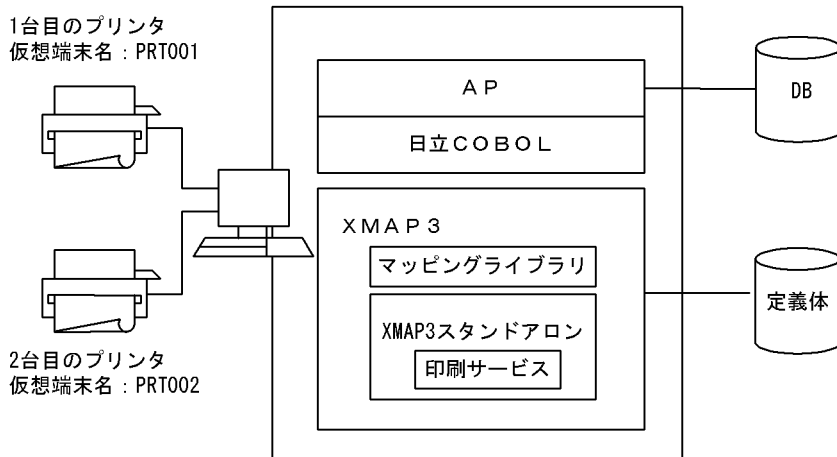 1台目のプリンタ
仮想端末名：PRT001
ＡＰ
日立ＣＯＢＯＬ
DB
ＸＭＡＰ３
マッピングライブラリ
XMAP3スタンドアロン
印刷サービス
定義体
2台目のプリンタ
仮想端末名：PRT002